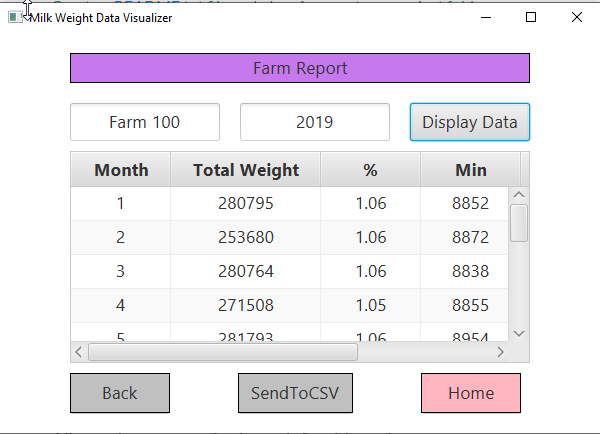 Milk Weight Data Visualizer
Farm Report
Farm 100 2019 Display Data
Month Total Weight % Min
1 280795 1.06 8852
2 253680 1.06 8872
3 280764 1.06 8838
4 271508 1.05 8855
5 281793 1.06 8954
Back SendToCSV Home